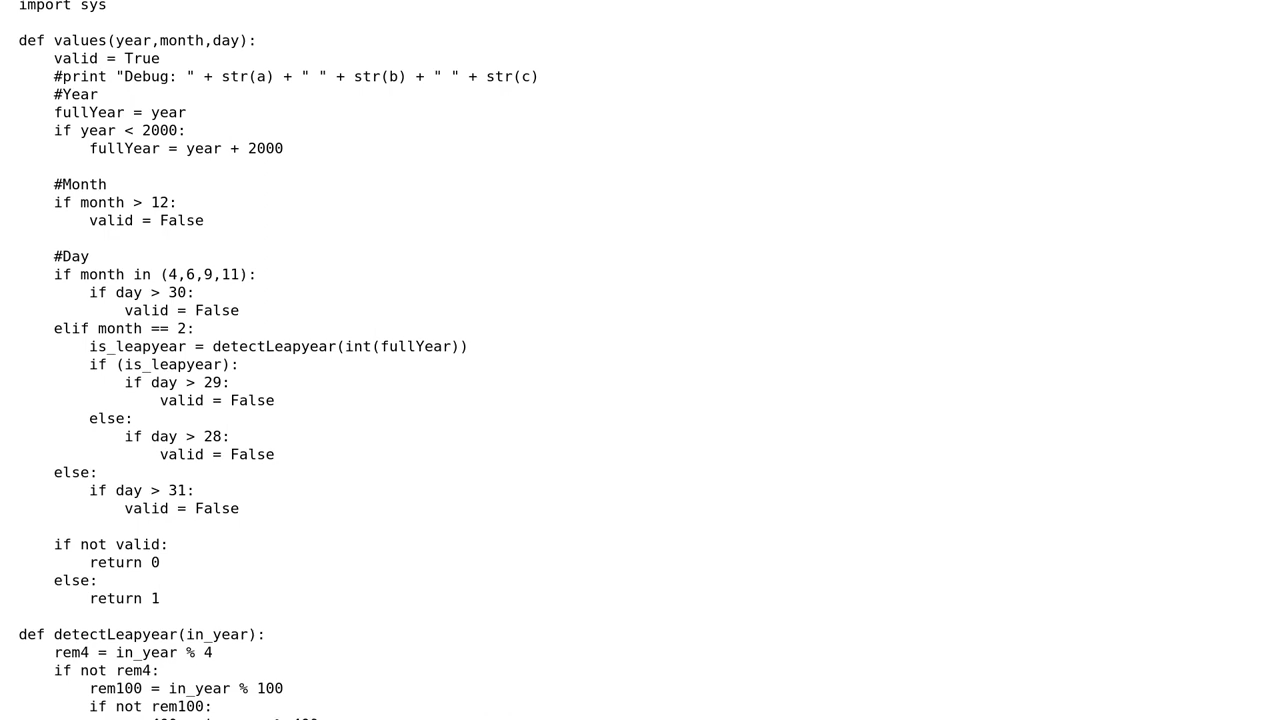 import sys

def values(year,month,day):
    valid = True
    #print "Debug: " + str(a) + " " + str(b) + " " + str(c)
    #Year
    fullYear = year
    if year < 2000:
        fullYear = year + 2000

    #Month
    if month > 12:
        valid = False

    #Day
    if month in (4,6,9,11):
        if day > 30:
            valid = False
    elif month == 2:
        is_leapyear = detectLeapyear(int(fullYear))
        if (is_leapyear):
            if day > 29:
                valid = False
        else:
            if day > 28:
                valid = False
    else:
        if day > 31:
            valid = False

    if not valid:
        return 0
    else:
        return 1

def detectLeapyear(in_year):
    rem4 = in_year % 4
    if not rem4:
        rem100 = in_year % 100
        if not rem100: